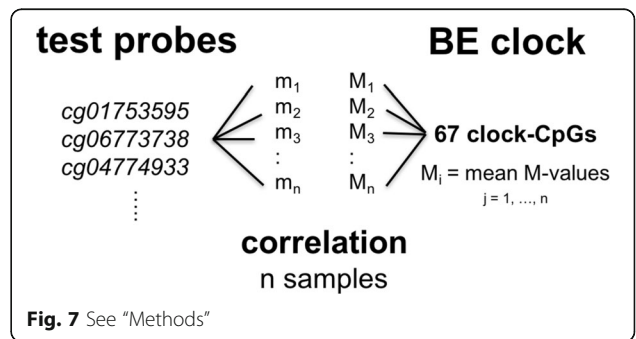 test probes
BE clock
cg01753595
cg06773738
cg04774933
⋮
m₁
m₂
m₃
:
mₙ
M₁
M₂
M₃
:
Mₙ
67 clock-CpGs
Mᵢ = mean M-values
j = 1, ..., n
correlation
n samples
Fig. 7 See “Methods”